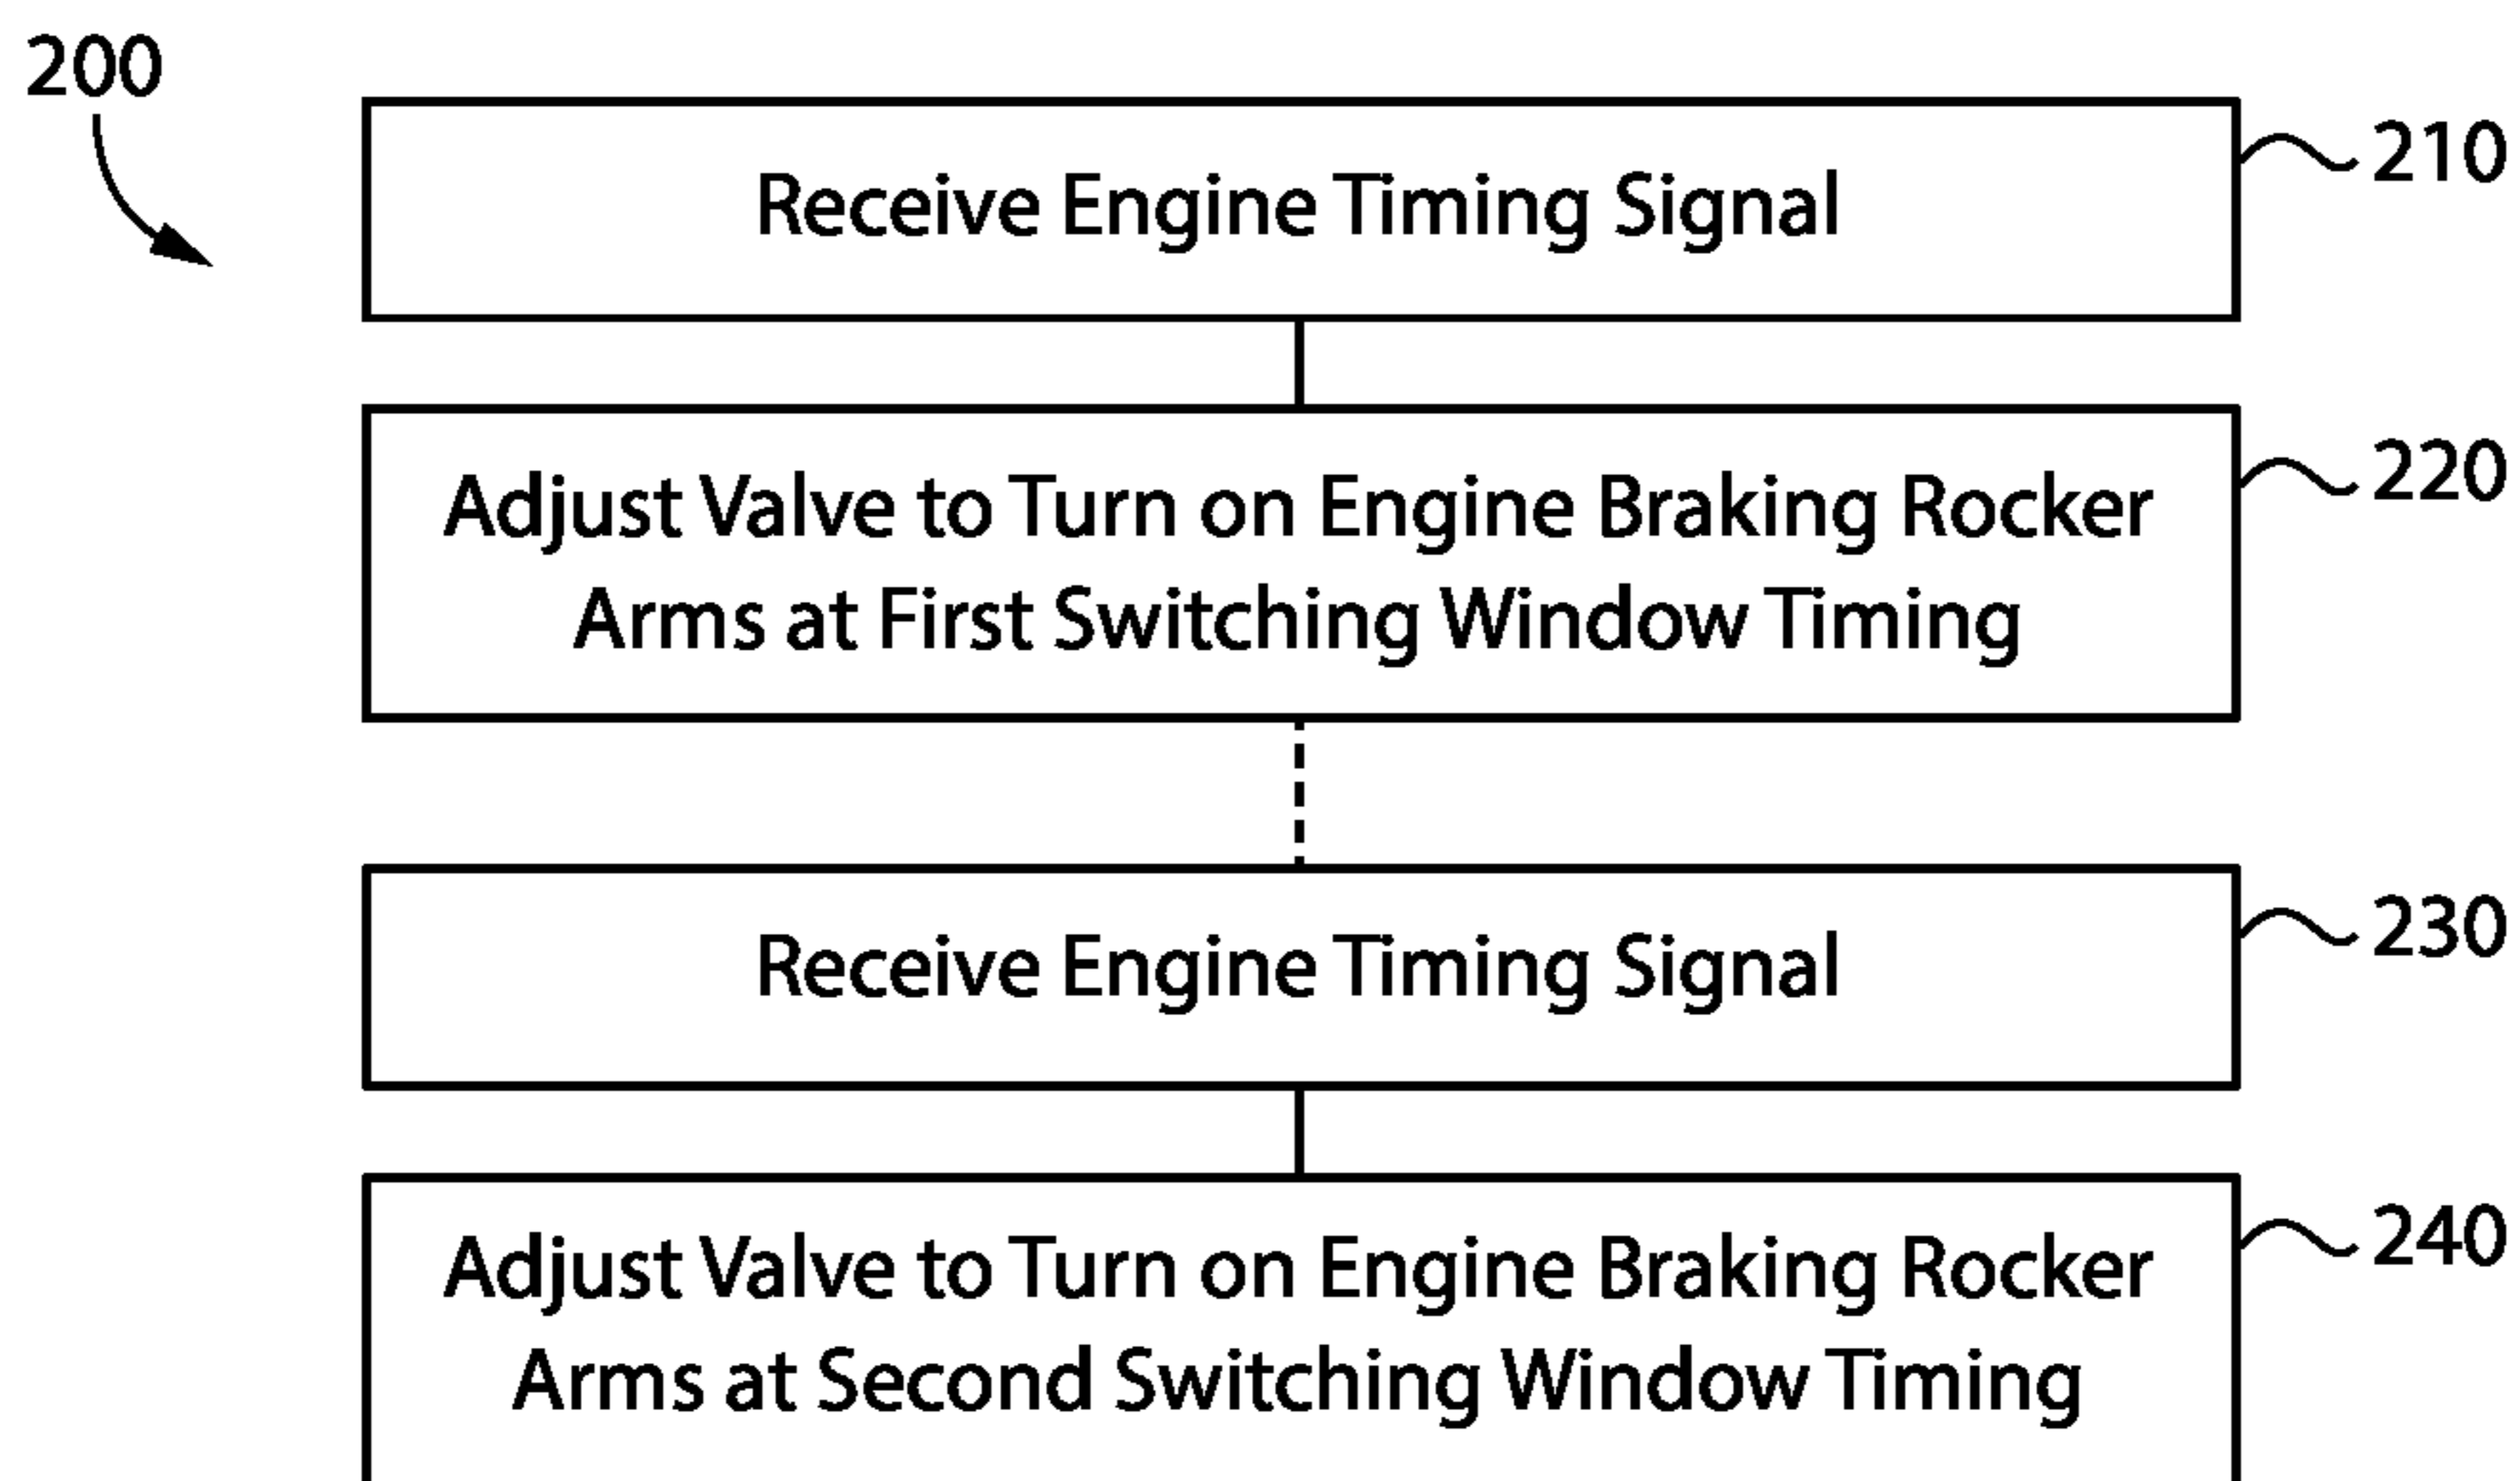 200
Receive Engine Timing Signal
210
Adjust Valve to Turn on Engine Braking Rocker
Arms at First Switching Window Timing
220
Receive Engine Timing Signal
230
Adjust Valve to Turn on Engine Braking Rocker
Arms at Second Switching Window Timing
240